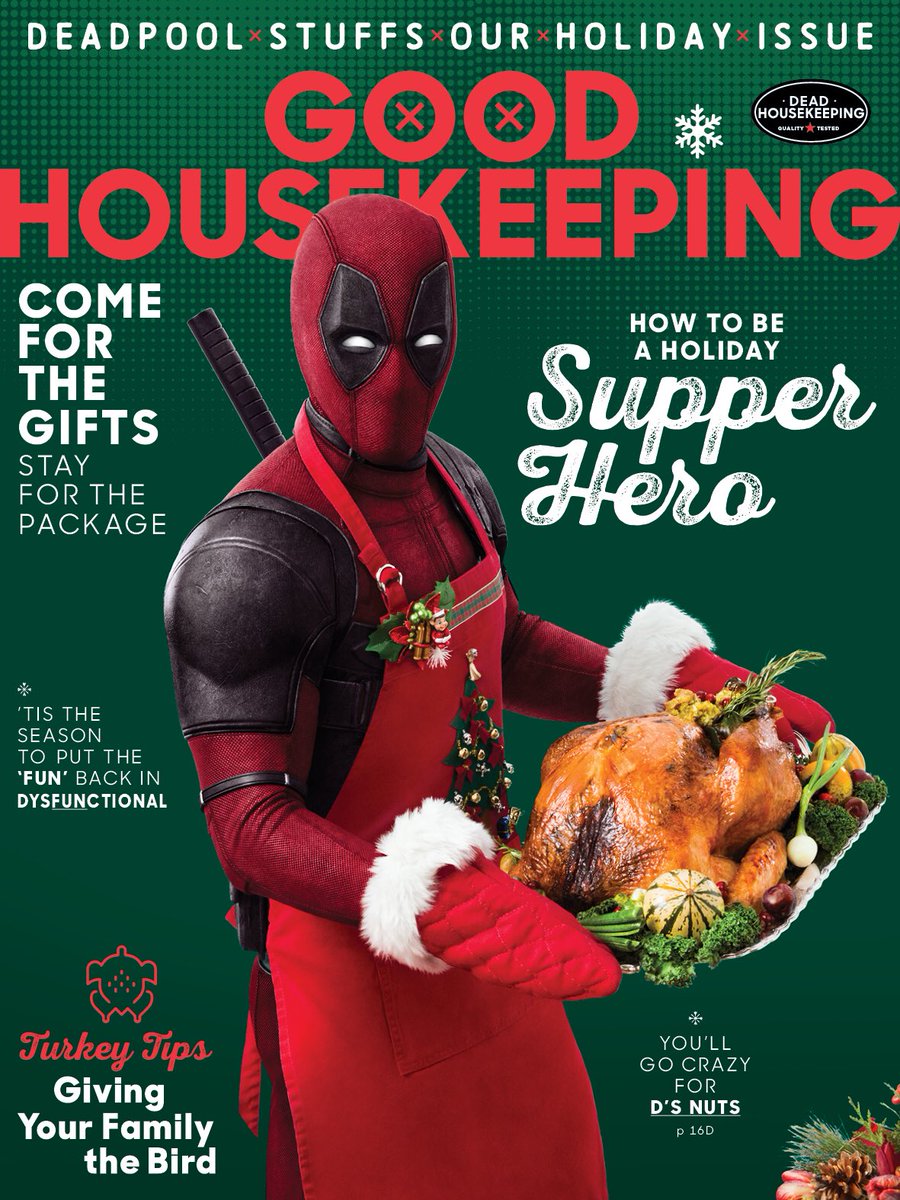 DEADPOOL×STUFFS×OUR×HOLIDAY×ISSUE
GOOD
HOUSEKEEPING
· DEAD ·
HOUSEKEEPING
QUALITY ★ TESTED
COME
FOR
THE
GIFTS
STAY
FOR THE
PACKAGE
HOW TO BE
A HOLIDAY
Supper
Hero
'TIS THE
SEASON
TO PUT THE
'FUN' BACK IN
DYSFUNCTIONAL
Turkey Tips
Giving
Your Family
the Bird
YOU'LL
GO CRAZY
FOR
D'S NUTS
p 16D